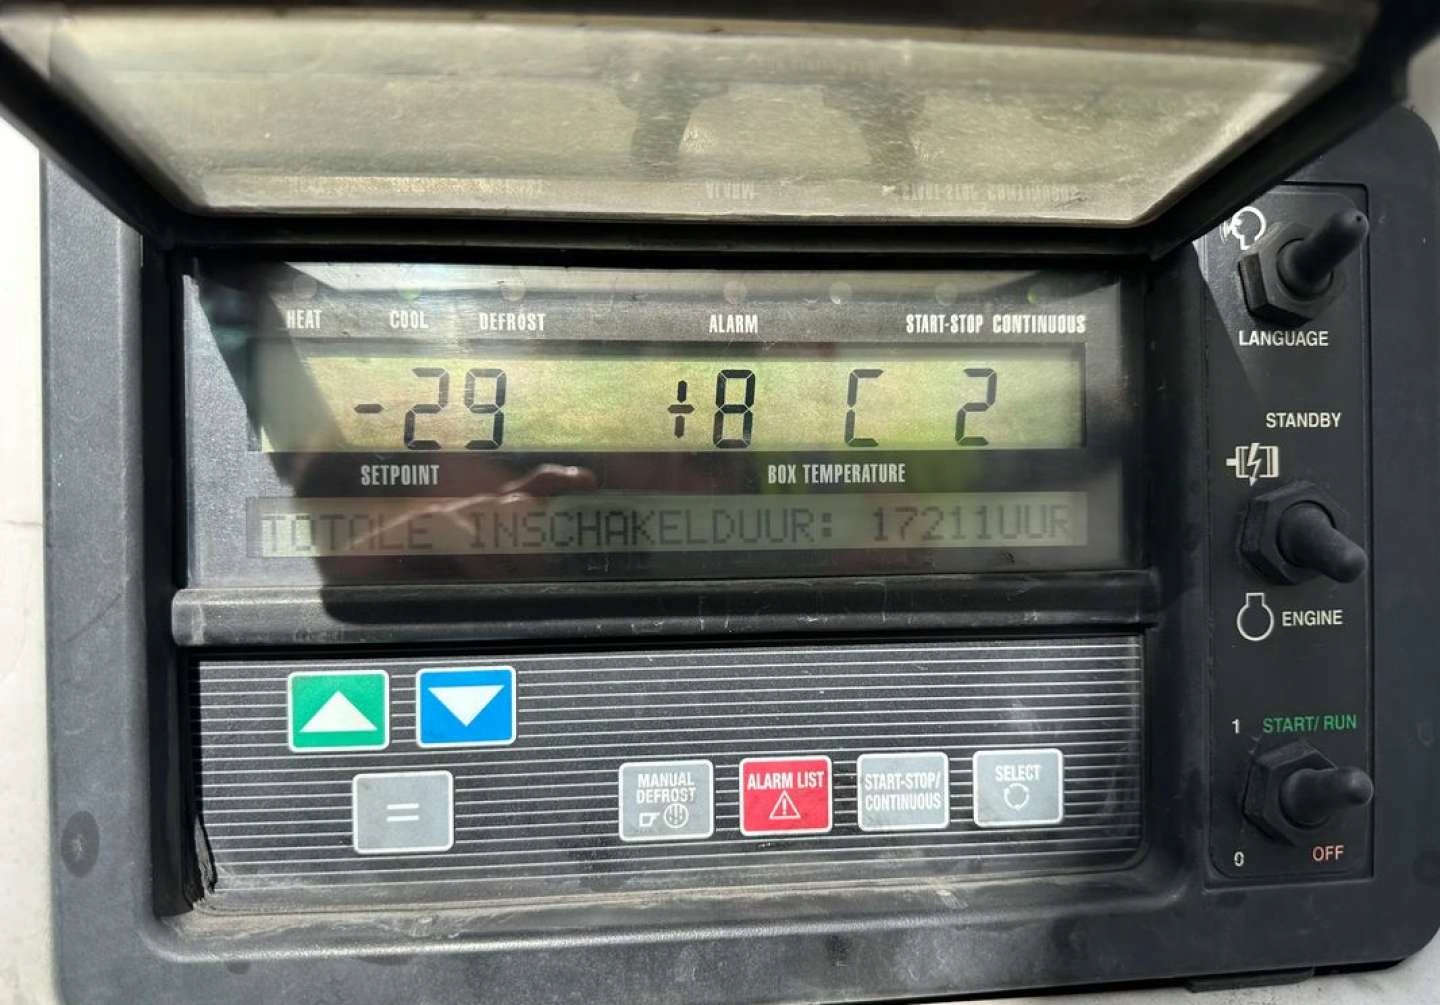 HEAT COOL DEFROST ALARM START-STOP CONTINUOUS
-29 +8 C 2
SETPOINT BOX TEMPERATURE
TOTALE INSCHAKELDUUR: 17211UUR
MANUAL DEFROST
ALARM LIST
START-STOP/ CONTINUOUS
SELECT
=
LANGUAGE
STANDBY
ENGINE
1 START/ RUN
0 OFF